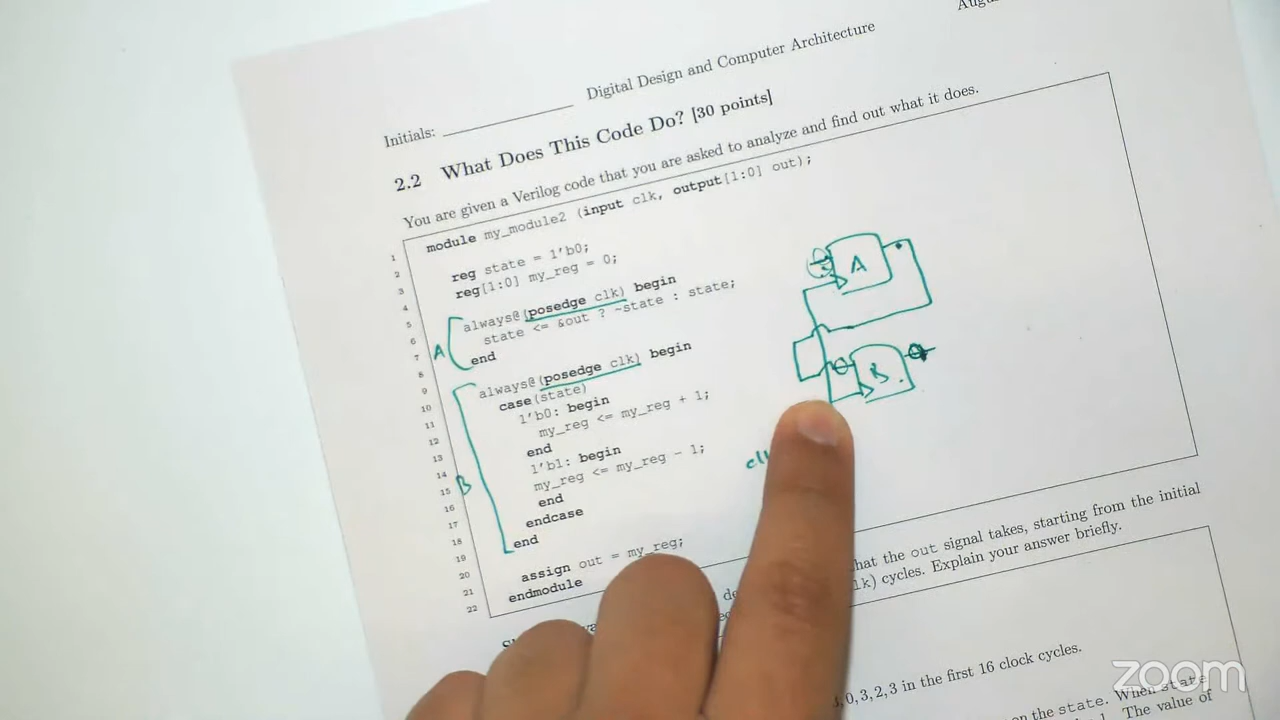 Augu
Digital Design and Computer Architecture
Initials:
2.2 What Does This Code Do? [30 points]
You are given a Verilog code that you are asked to analyze and find out what it does.
1 module my_module2 (input clk, output[1:0] out);
2
3 reg state = 1'b0;
4 reg[1:0] my_reg = 0;
5
6 always@(posedge clk) begin
7 state <= &out ? ~state : state;
8 end
9
10 always@(posedge clk) begin
11 case(state)
12 1'b0: begin
13 my_reg <= my_reg + 1;
14 end
15 1'b1: begin
16 my_reg <= my_reg - 1;
17 end
18 endcase
19 end
20
21 assign out = my_reg;
22 endmodule
A
B
A
B.
hat the out signal takes, starting from the initial
lk) cycles. Explain your answer briefly.
,0,3,2,3 in the first 16 clock cycles.
on the state. When state
The value of
zoom